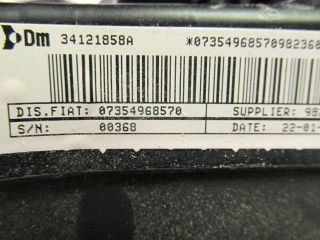 Dm 34121858A *07354968570982360
DIS.FIAT: 07354968570 SUPPLIER: 98
S/N: 00368 DATE: 22-01-